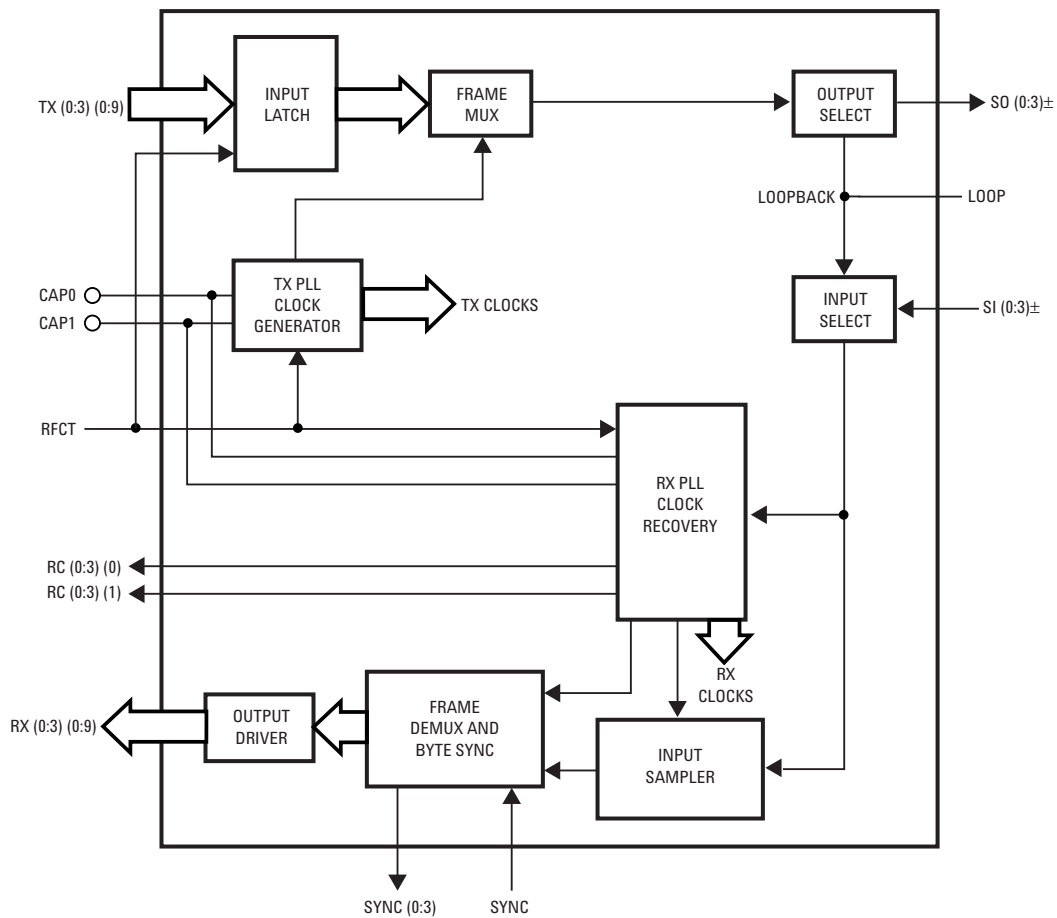 TX (0:3) (0:9)
INPUT
LATCH
FRAME
MUX
OUTPUT
SELECT
SO (0:3)±
LOOPBACK
LOOP
CAP0
CAP1
TX PLL
CLOCK
GENERATOR
TX CLOCKS
INPUT
SELECT
SI (0:3)±
RFCT
RX PLL
CLOCK
RECOVERY
RC (0:3) (0)
RC (0:3) (1)
RX
CLOCKS
RX (0:3) (0:9)
OUTPUT
DRIVER
FRAME
DEMUX AND
BYTE SYNC
INPUT
SAMPLER
SYNC (0:3)
SYNC